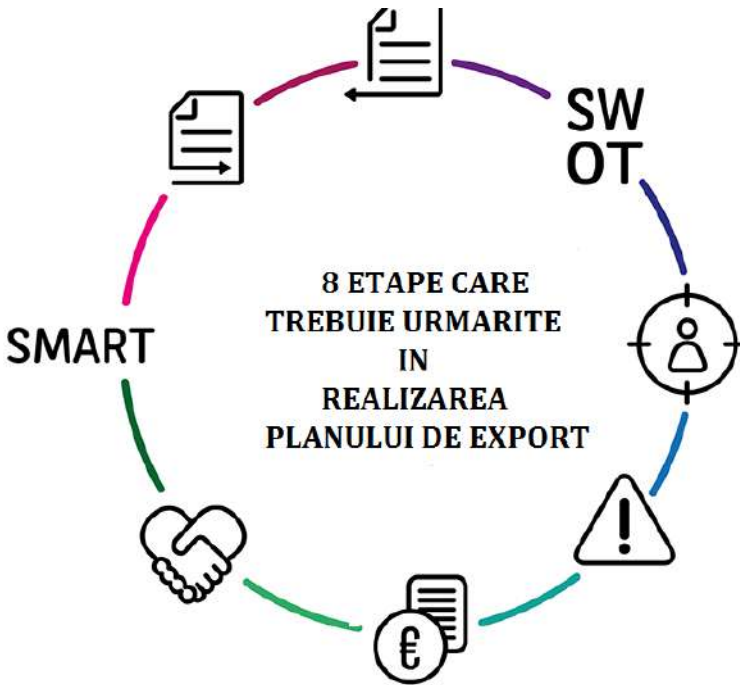 SW
OT
8 ETAPE CARE
TREBUIE URMARITE
IN
REALIZAREA
PLANULUI DE EXPORT
SMART
€